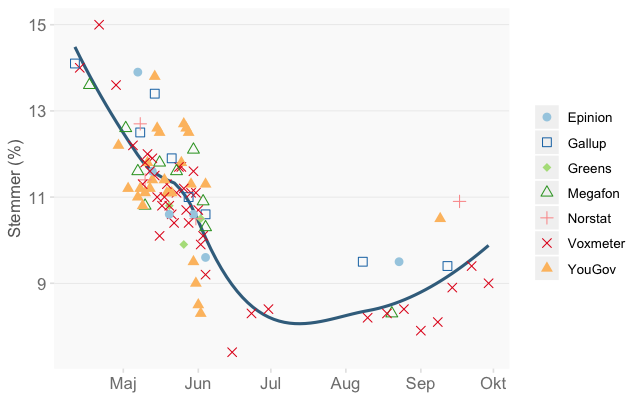 15
13
11
9
Stemmer (%)
Maj Jun Jul Aug Sep Okt
Epinion
Gallup
Greens
Megafon
Norstat
Voxmeter
YouGov